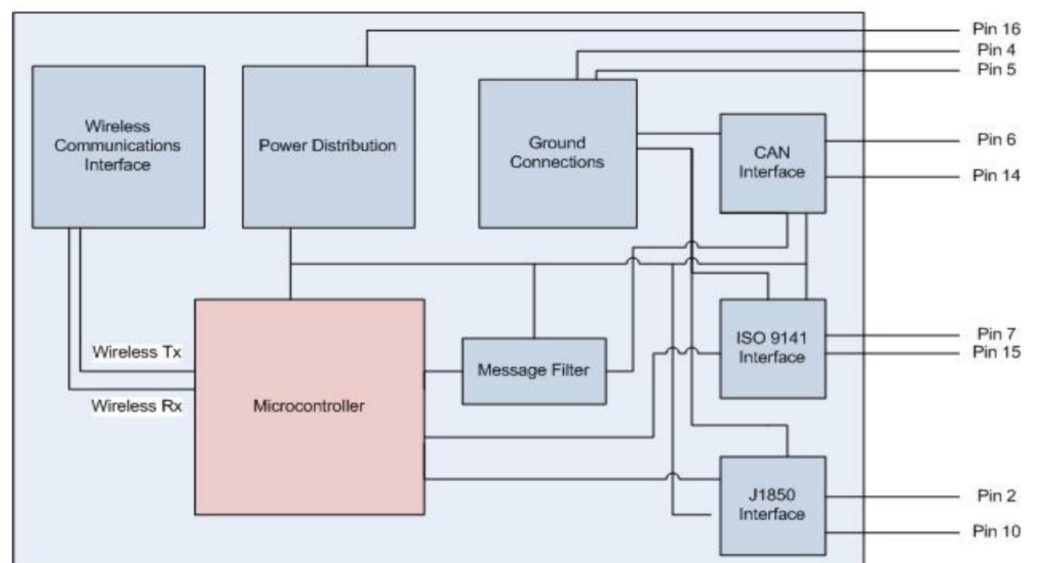 Pin 16
Pin 4
Pin 5
Wireless
Communications
Interface
Power Distribution
Ground
Connections
CAN
Interface
Pin 6
Pin 14
Wireless Tx
Wireless Rx
Microcontroller
Message Filter
ISO 9141
Interface
Pin 7
Pin 15
J1850
Interface
Pin 2
Pin 10